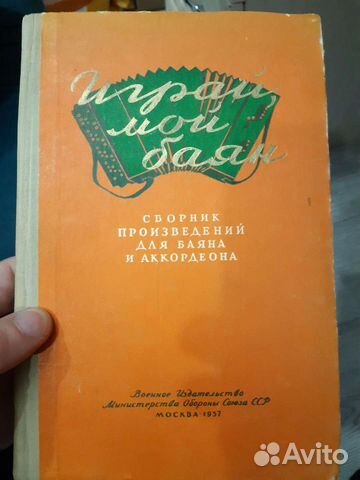 Играй,
мой
баян
СБОРНИК
ПРОИЗВЕДЕНИЙ
ДЛЯ БАЯНА
И АККОРДЕОНА
Военное Издательство
Министерства Обороны Союза ССР
МОСКВА-1957
Avito